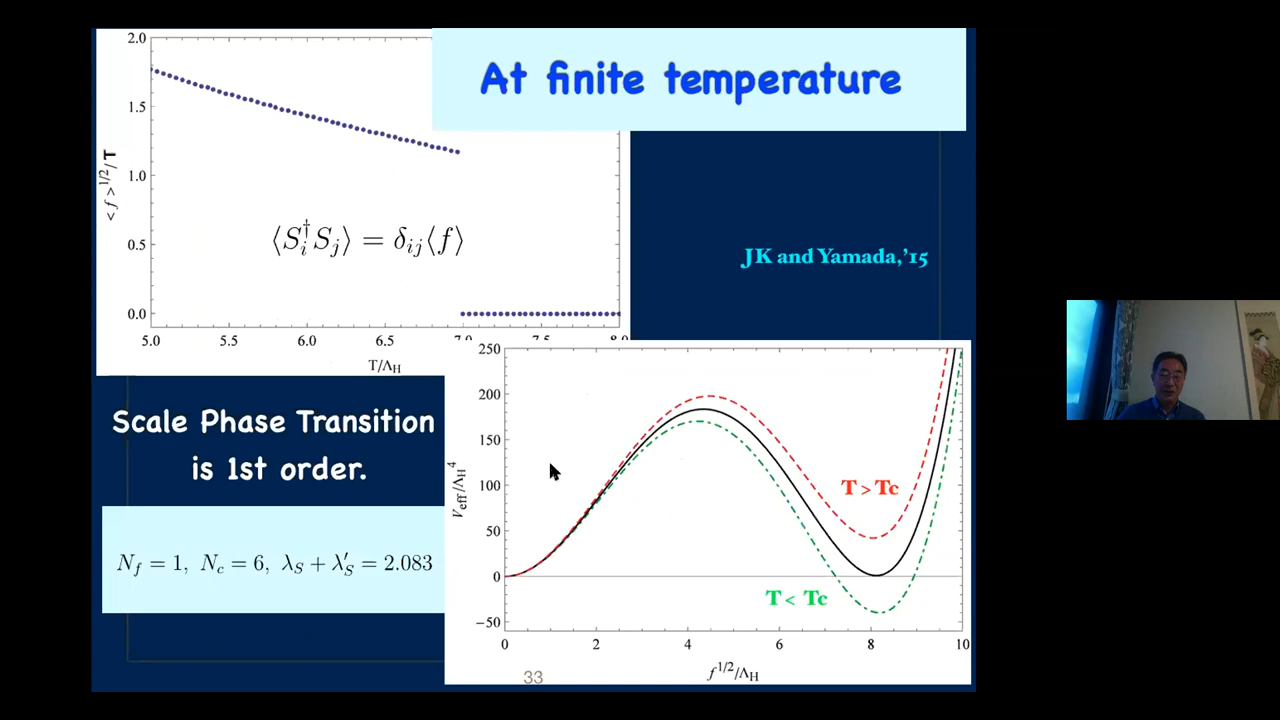 At finite temperature
2.0
1.5
1.0
0.5
0.0
< f >^{1/2}/T
⟨S_i^† S_j⟩ = δ_{ij}⟨f⟩
5.0 5.5 6.0 6.5 7.0 7.5 8.0
T/Λ_H
JK and Yamada,'15
Scale Phase Transition
is 1st order.
N_f = 1, N_c = 6, λ_S + λ'_S = 2.083
250
200
150
100
50
0
−50
V_eff/Λ_H^4
T > Tc
T < Tc
0 2 4 6 8 10
f^{1/2}/Λ_H
33